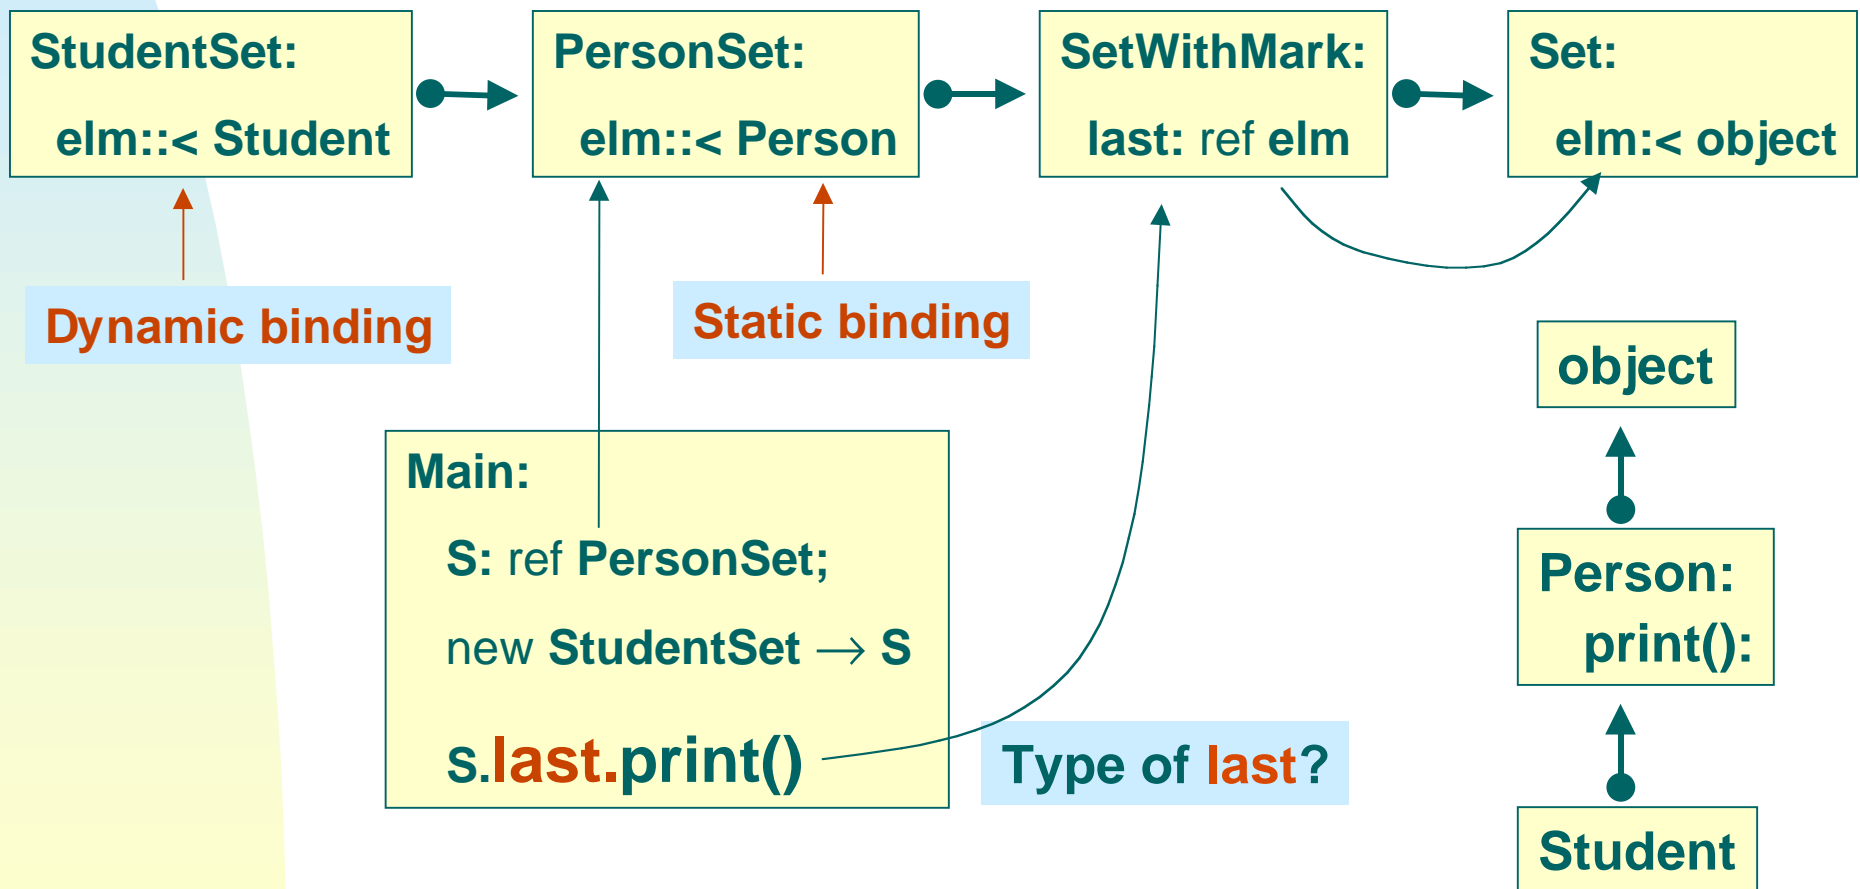 StudentSet:
elm::< Student
PersonSet:
elm::< Person
SetWithMark:
last: ref elm
Set:
elm:< object
Dynamic binding
Static binding
Main:
S: ref PersonSet;
new StudentSet → S
s.last.print()
Type of last?
object
Person:
print():
Student